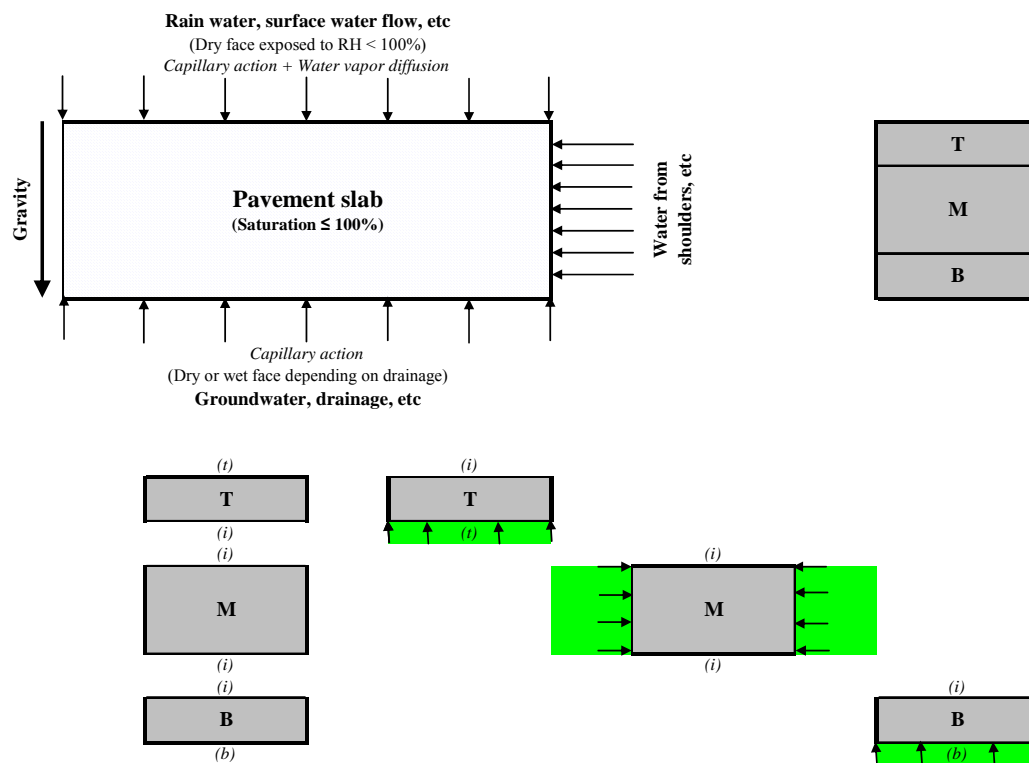 Rain water, surface water flow, etc
(Dry face exposed to RH < 100%)
Capillary action + Water vapor diffusion
Gravity
Pavement slab
(Saturation ≤ 100%)
Water from
shoulders, etc
T
M
B
Capillary action
(Dry or wet face depending on drainage)
Groundwater, drainage, etc
(t)
T
(i)
(i)
M
(i)
(i)
B
(b)
(i)
T
(t)
(i)
M
(i)
(i)
B
(b)